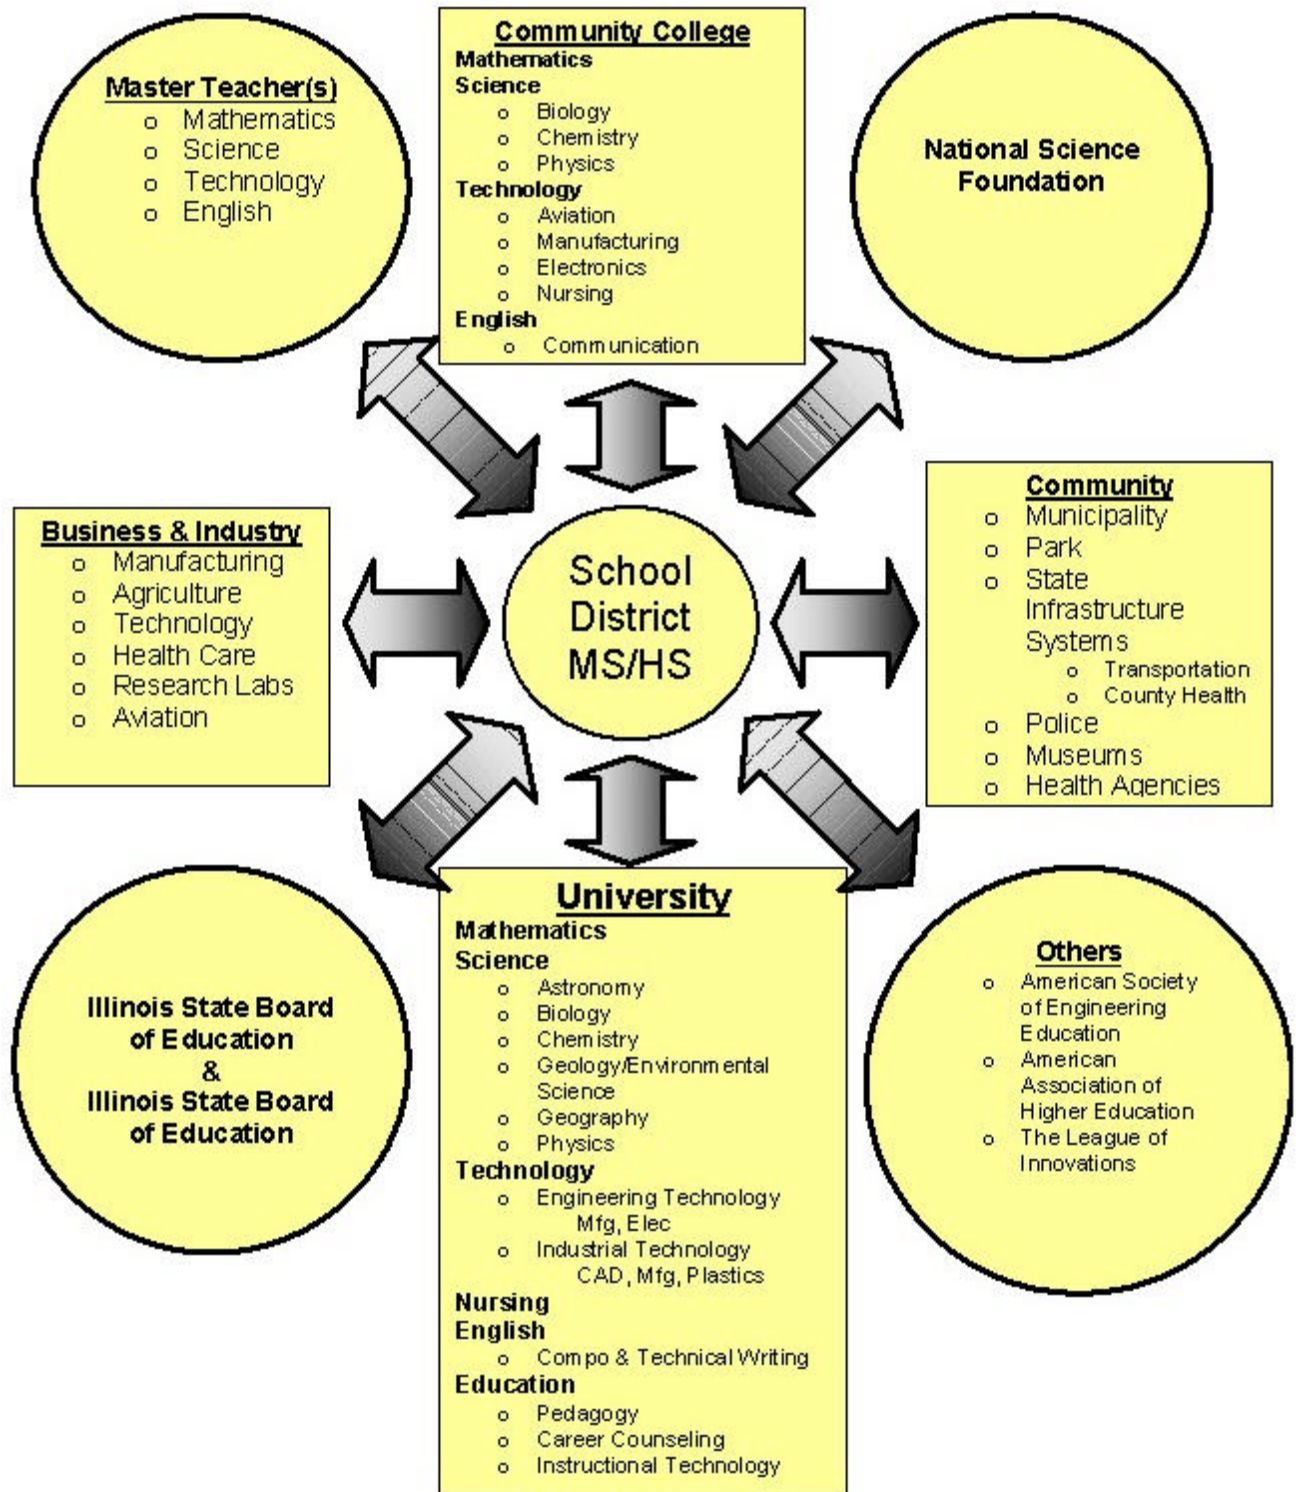 Master Teacher(s)
o Mathematics
o Science
o Technology
o English
Community College
Mathematics
Science
o Biology
o Chemistry
o Physics
Technology
o Aviation
o Manufacturing
o Electronics
o Nursing
English
o Communication
National Science
Foundation
Business & Industry
o Manufacturing
o Agriculture
o Technology
o Health Care
o Research Labs
o Aviation
School
District
MS/HS
Community
o Municipality
o Park
o State
Infrastructure
Systems
o Transportation
o County Health
o Police
o Museums
o Health Agencies
Illinois State Board
of Education
&
Illinois State Board
of Education
University
Mathematics
Science
o Astronomy
o Biology
o Chemistry
o Geology/Environmental
Science
o Geography
o Physics
Technology
o Engineering Technology
Mfg, Elec
o Industrial Technology
CAD, Mfg, Plastics
Nursing
English
o Compo & Technical Writing
Education
o Pedagogy
o Career Counseling
o Instructional Technology
Others
o American Society
of Engineering
Education
o American
Association of
Higher Education
o The League of
Innovations